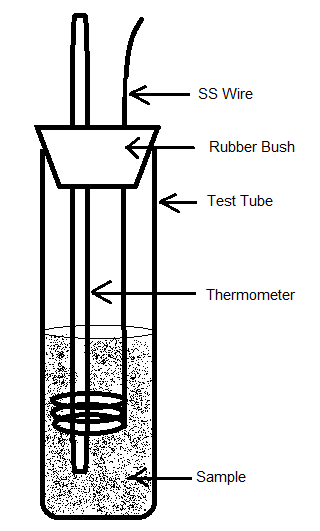 SS Wire
Rubber Bush
Test Tube
Thermometer
Sample